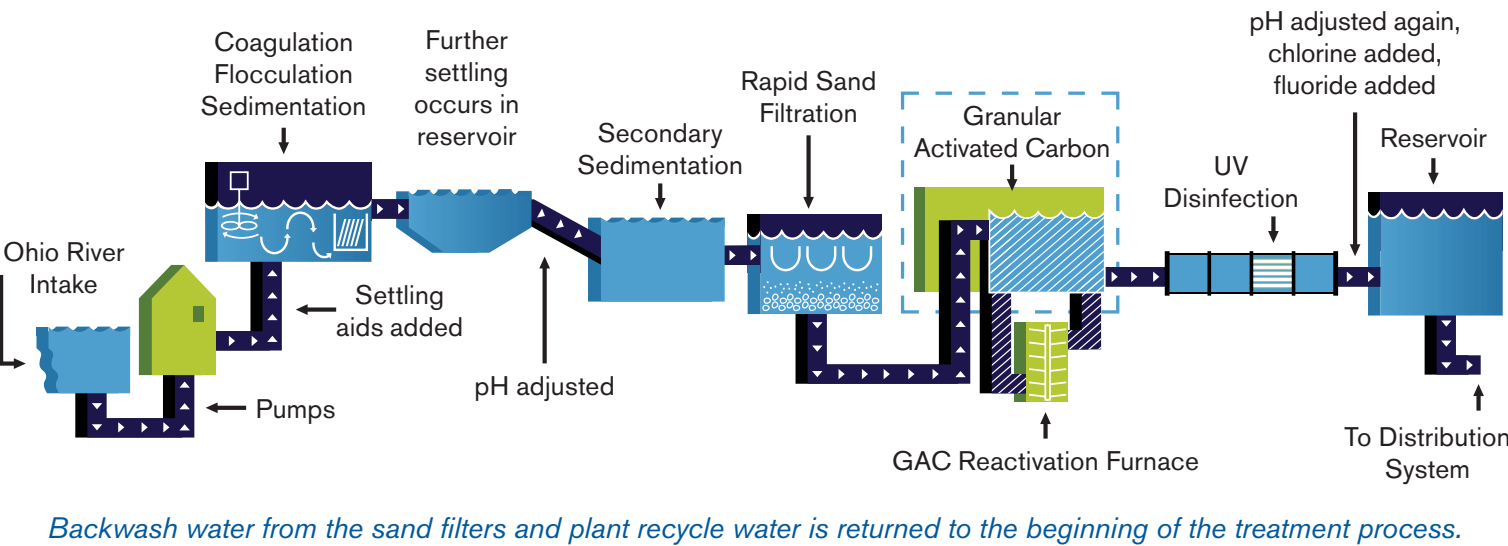 Ohio River
Intake
Pumps
Coagulation
Flocculation
Sedimentation
Settling
aids added
Further
settling
occurs in
reservoir
pH adjusted
Secondary
Sedimentation
Rapid Sand
Filtration
Granular
Activated Carbon
GAC Reactivation Furnace
UV
Disinfection
pH adjusted again,
chlorine added,
fluoride added
Reservoir
To Distribution
System
Backwash water from the sand filters and plant recycle water is returned to the beginning of the treatment process.